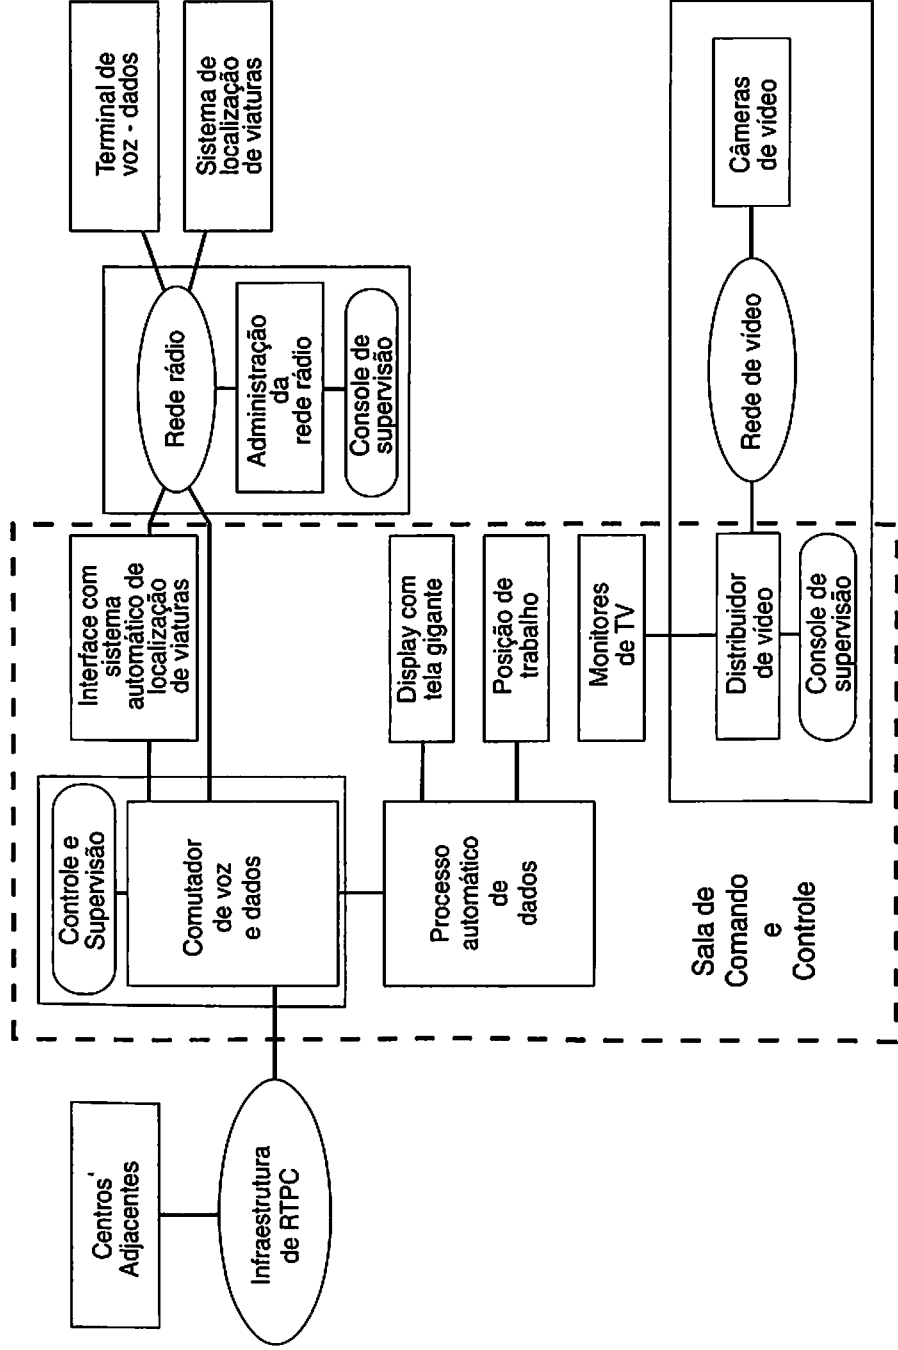 Centros'
Adjacentes
Infraestrutura
de RTPC
Controle e
Supervisão
Comutador
de voz
e dados
Processo
automático
de
dados
Sala de
Comando
e
Controle
Interface com
sistema
automático de
localização
de viaturas
Display com
tela gigante
Posição de
trabalho
Monitores
de TV
Distribuidor
de vídeo
Console de
supervisão
Rede rádio
Administração
da
rede rádio
Console de
supervisão
Rede de vídeo
Terminal de
voz - dados
Sistema de
localização
de viaturas
Câmeras
de vídeo